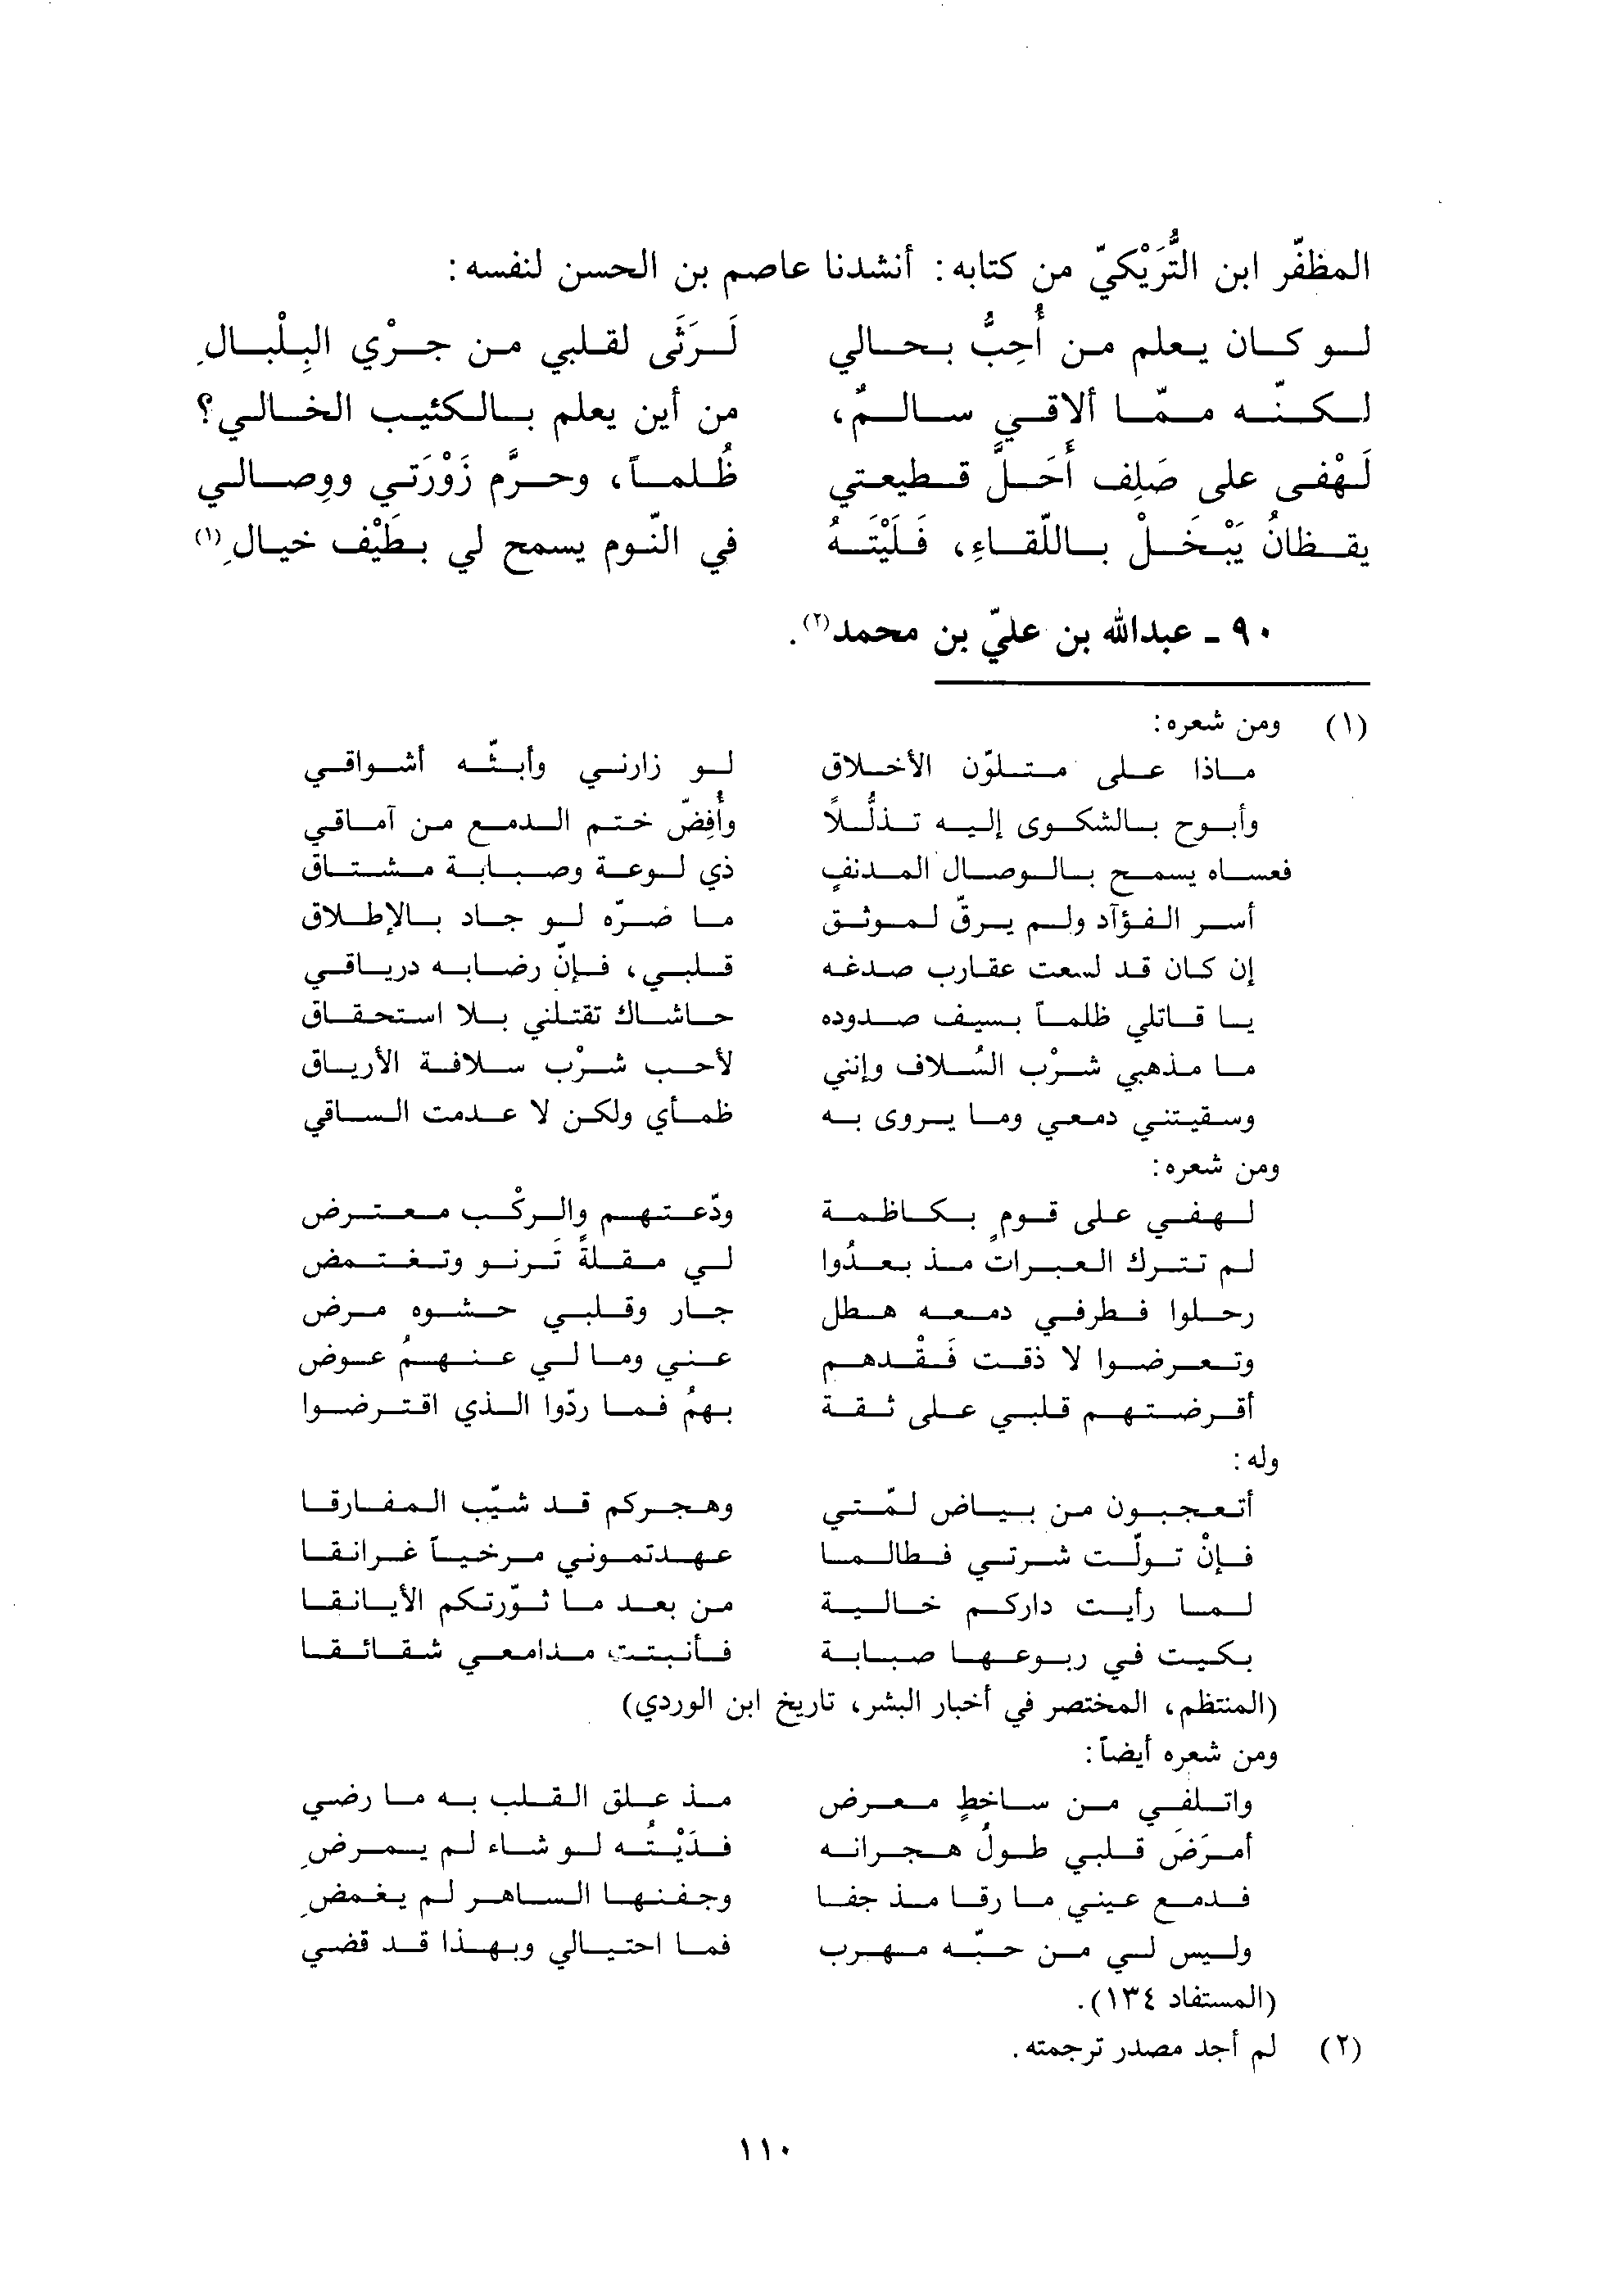 المظفّر ابن التُّرَيْكيّ من كتابه: أنشدنا عاصم بن الحسن لنفسه:
لو كان يعلم من أُحِبُّ بحالي لَرَثَى لقلبي من جرْي البِلْبالِ
لكنّه ممّا ألاقي سالمٌ، من أين يعلم بالكئيب الخالي؟
لَهْفى على صَلِف أَحَلَّ قطيعتي ظُلماً، وحرَّم زَوْرَتي ووِصالي
يقظانُ يَبْخَلْ باللّقاءِ، فَلَيْتَهُ في النّوم يسمح لي بطَيْف خيالِ(١)
٩٠ ـ عبدالله بن عليّ بن محمد(٢).
(١) ومن شعره:
ماذا على متلوّن الأخلاق لو زارني وأبثّه أشواقي
وأبوح بالشكوى إليه تذلُّلاً وأُفِضّ ختم الدمع من آماقي
فعساه يسمح بالوصال المدنفٍ ذي لوعة وصبابة مشتاق
أسر الفؤآد ولم يرقّ لموثق ما ضرّه لو جاد بالإطلاق
إن كان قد لسعت عقارب صدغه قلبي، فإنّ رضابه درياقي
يا قاتلي ظلماً بسيف صدوده حاشاك تقتلني بلا استحقاق
ما مذهبي شرْب السُلاف وإنني لأحب شرْب سلافة الأرياق
وسقيتني دمعي وما يروى به ظمأي ولكن لا عدمت الساقي
ومن شعره:
لهفي على قومٍ بكاظمة ودّعتهم والركْب معترض
لم تترك العبرات مذ بعدُوا لي مقلةً تَرنو وتغتمض
رحلوا فطرفي دمعه هطل جار وقلبي حشوه مرض
وتعرضوا لا ذقت فَقْدهم عني وما لي عنهمُ عوض
أقرضتهم قلبي على ثقة بهمُ فما ردّوا الذي اقترضوا
وله:
أتعجبون من بياض لمّتي وهجركم قد شيّب المفارقا
فإنْ تولّت شرتي فطالما عهدتموني مرخياً غرانقا
لما رأيت داركم خالية من بعد ما ثوّرتكم الأيانقا
بكيت في ربوعها صبابة فأنبتت مدامعي شقائقا
(المنتظم، المختصر في أخبار البشر، تاريخ ابن الوردي)
ومن شعره أيضاً:
واتلفي من ساخطٍ معرض مذ علق القلب به ما رضي
أمرَضَ قلبي طولُ هجرانه فدَيْتُه لو شاء لم يمرضِ
فدمع عيني ما رقا مذ جفا وجفنها الساهر لم يغمضِ
وليس لي من حبّه مهرب فما احتيالي وبهذا قد قضي
(المستفاد ١٣٤).
(٢) لم أجد مصدر ترجمته.
١١٠